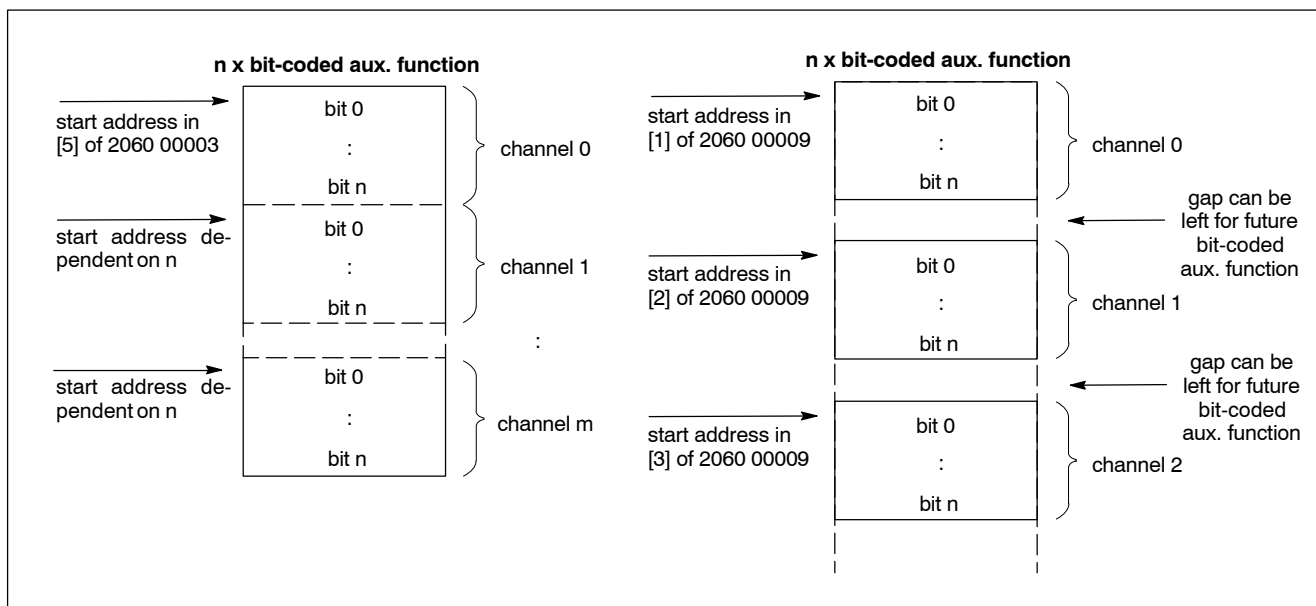 n x bit-coded aux. function
start address in
[5] of 2060 00003
bit 0
:
bit n
channel 0
start address de-
pendent on n
bit 0
:
bit n
channel 1
:
start address de-
pendent on n
bit 0
:
bit n
channel m
n x bit-coded aux. function
start address in
[1] of 2060 00009
bit 0
:
bit n
channel 0
gap can be
left for future
bit-coded
aux. function
start address in
[2] of 2060 00009
bit 0
:
bit n
channel 1
gap can be
left for future
bit-coded
aux. function
start address in
[3] of 2060 00009
bit 0
:
bit n
channel 2